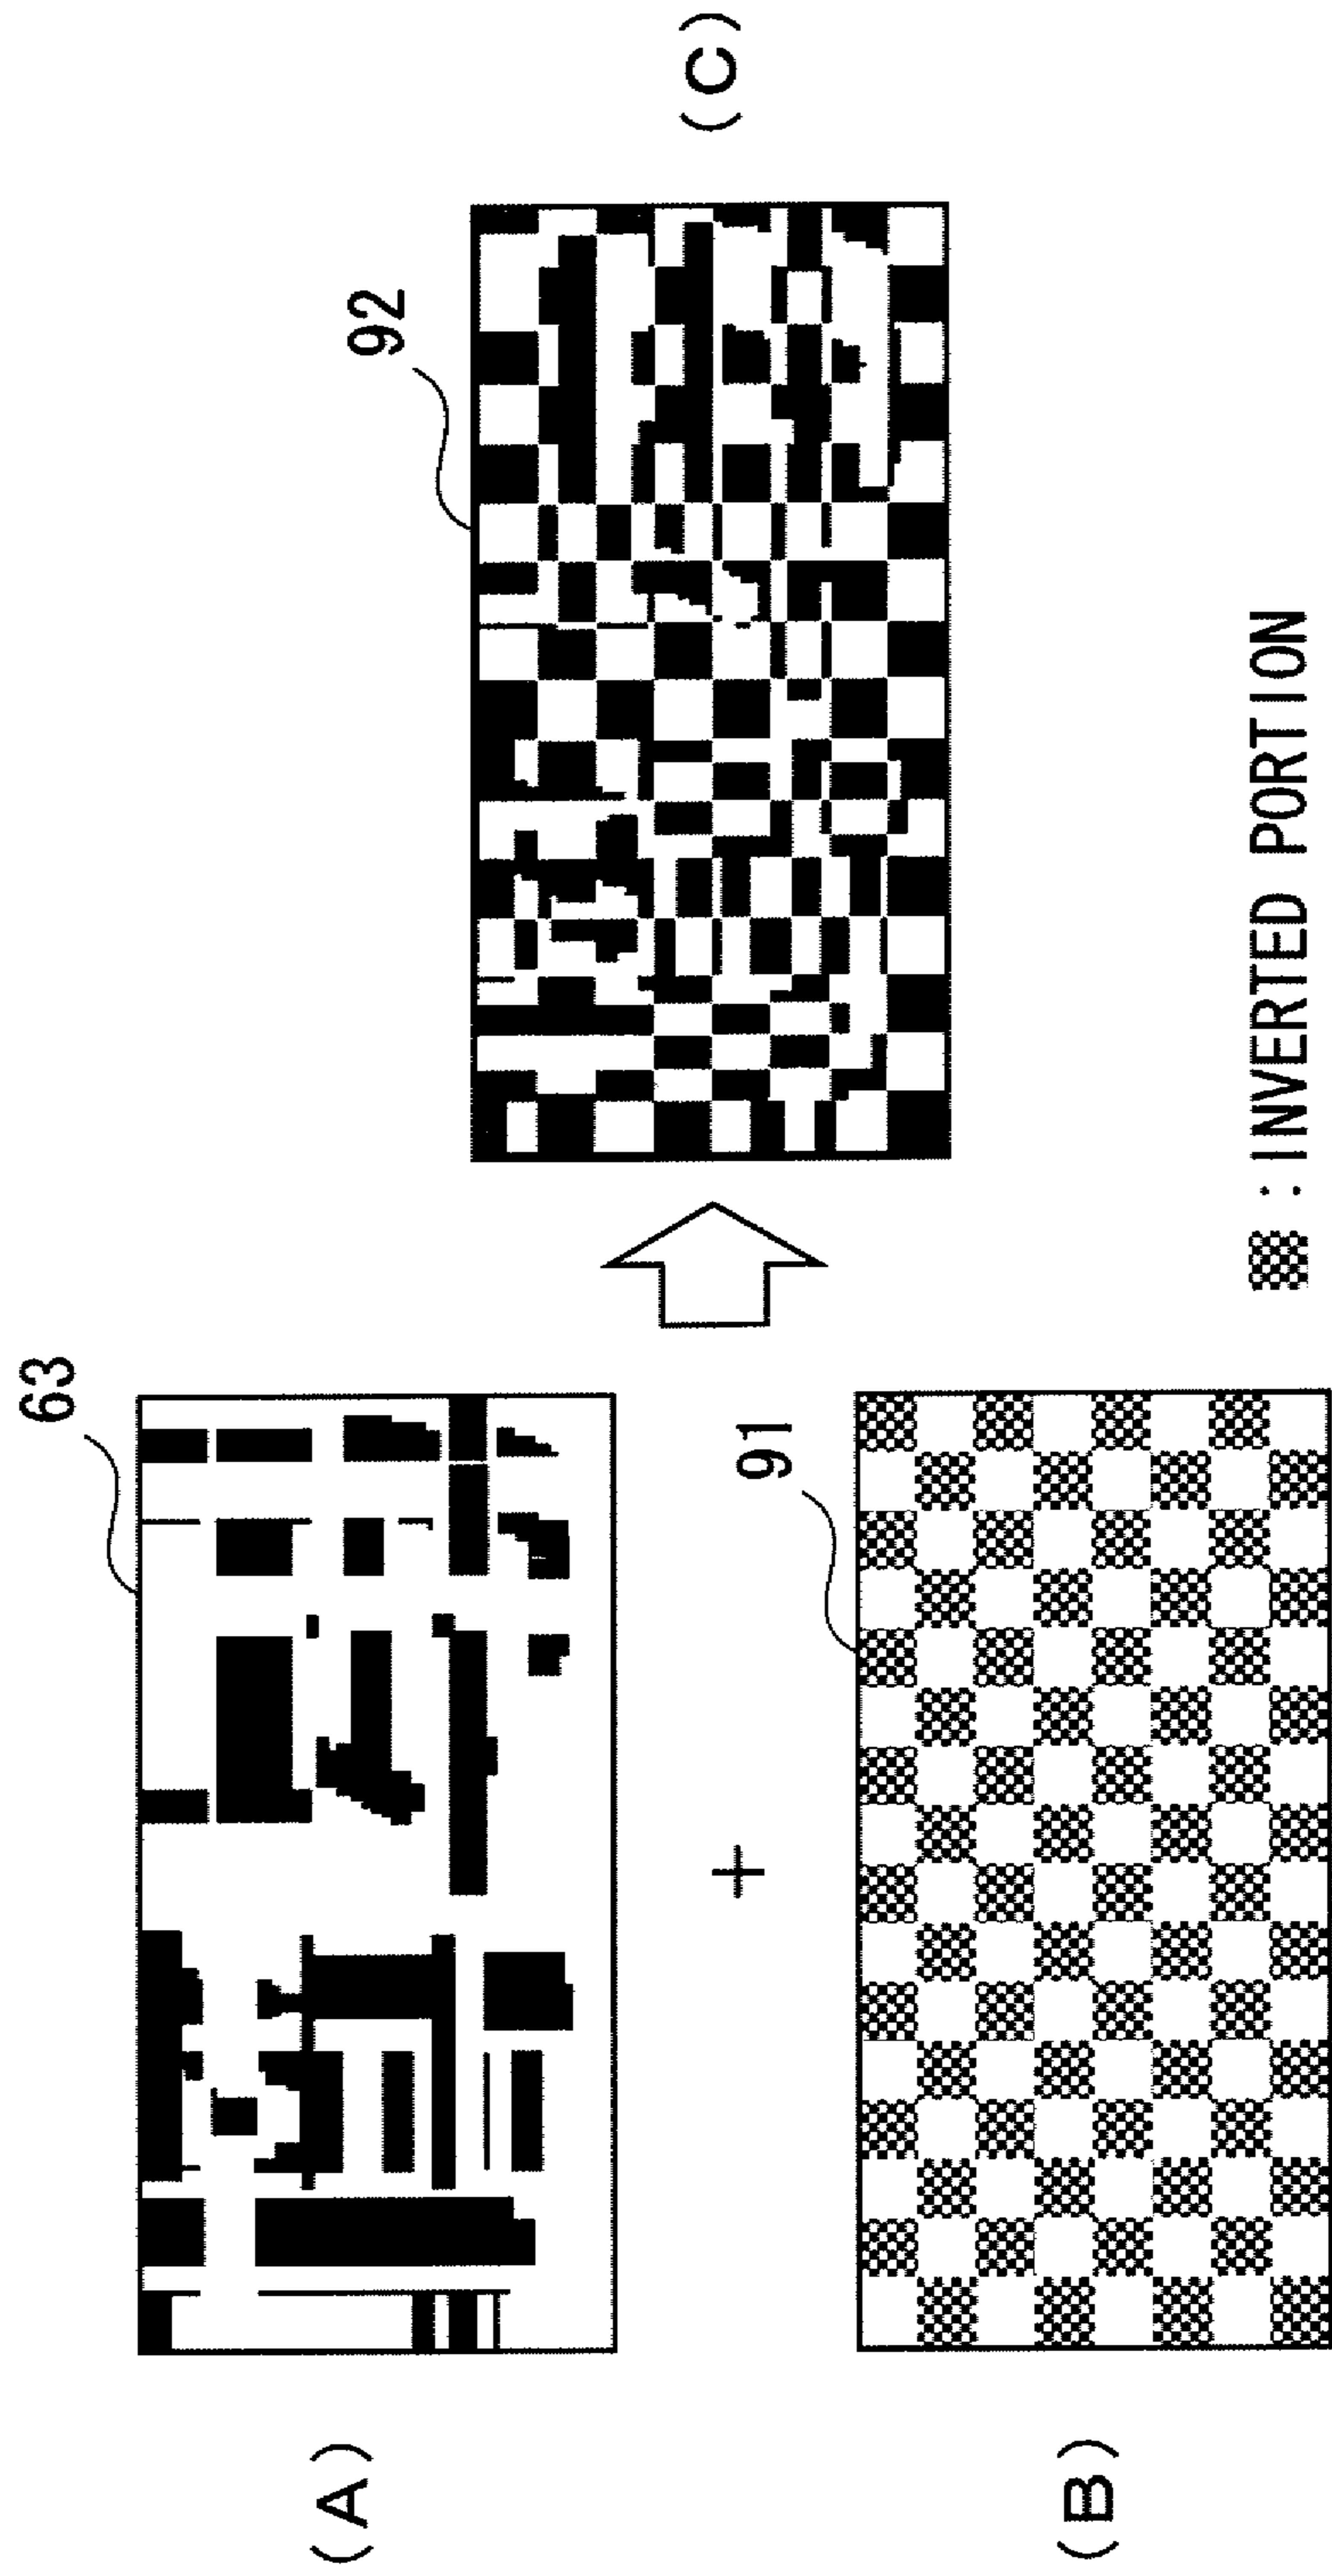 (A)
63
(B)
91
+
92
(C)
: INVERTED PORTION